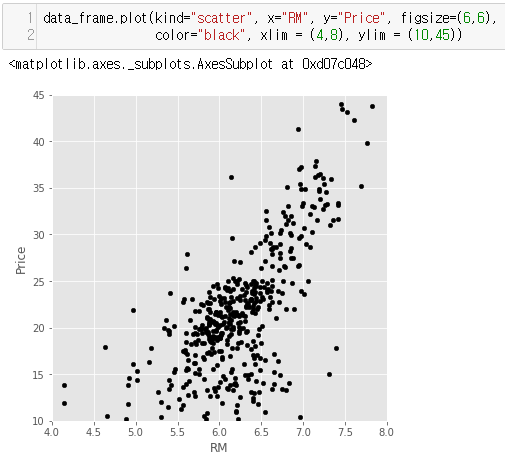 1 data_frame.plot(kind="scatter", x="RM", y="Price", figsize=(6,6),
2 color="black", xlim = (4,8), ylim = (10,45))
<matplotlib.axes._subplots.AxesSubplot at 0xd07c048>
45
40
35
30
25
20
15
10
Price
4.0 4.5 5.0 5.5 6.0 6.5 7.0 7.5 8.0
RM